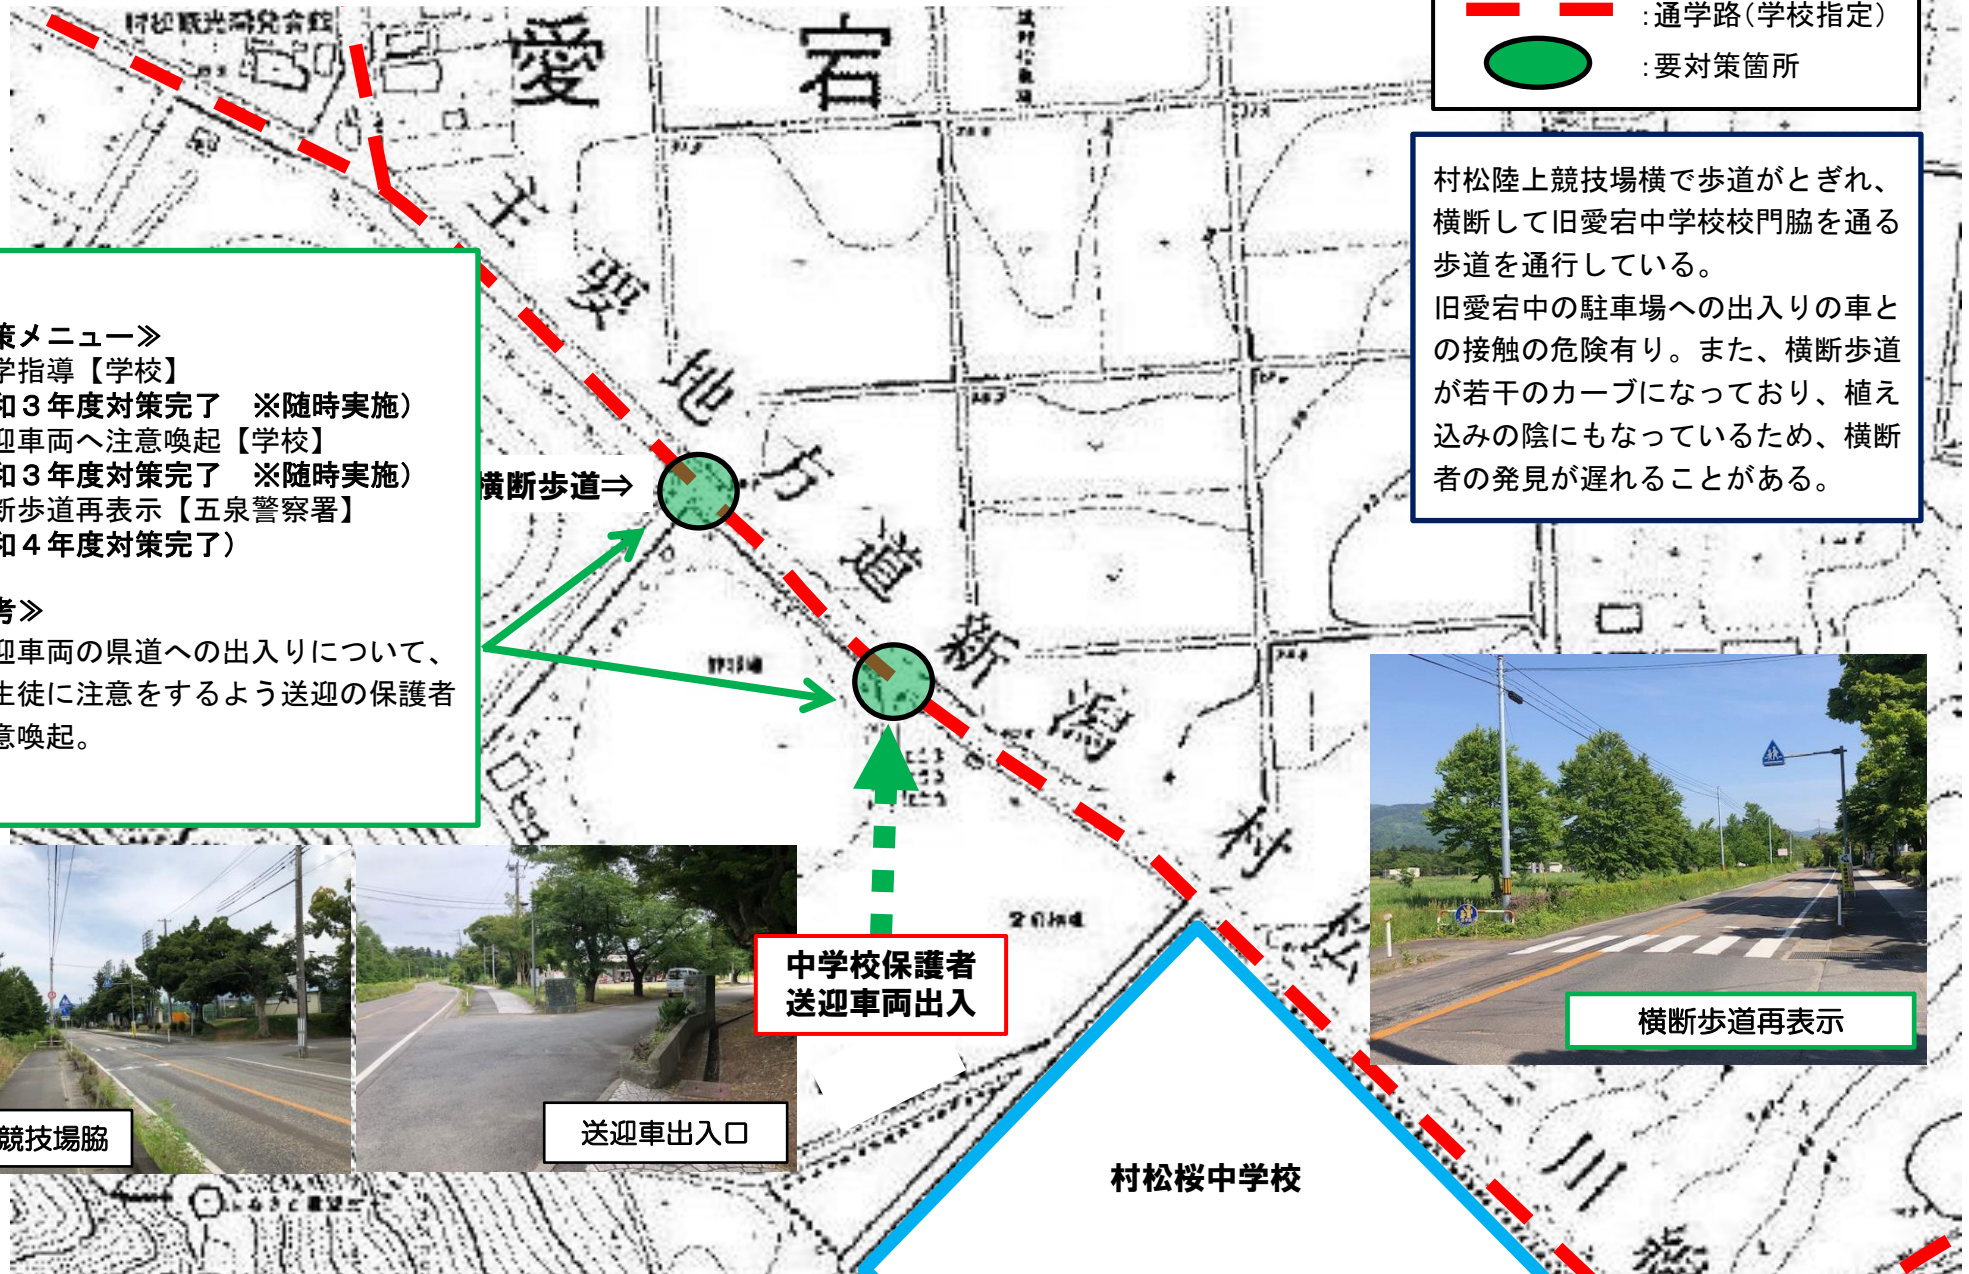 :通学路(学校指定)
:要対策箇所
村松陸上競技場横で歩道がとぎれ、
横断して旧愛宕中学校校門脇を通る
歩道を通行している。
旧愛宕中の駐車場への出入りの車と
の接触の危険有り。また、横断歩道
が若干のカーブになっており、植え
込みの陰にもなっているため、横断
者の発見が遅れることがある。
村松観光開発会館
愛宕
主要地方道新潟村松川
策メニュー≫
学指導【学校】
和3年度対策完了 ※随時実施)
迎車両へ注意喚起【学校】
和3年度対策完了 ※随時実施)
断歩道再表示【五泉警察署】
和4年度対策完了)
考≫
迎車両の県道への出入りについて、
生徒に注意をするよう送迎の保護者
意喚起。
横断歩道⇒
中学校保護者
送迎車両出入
競技場脇
送迎車出入口
横断歩道再表示
村松桜中学校